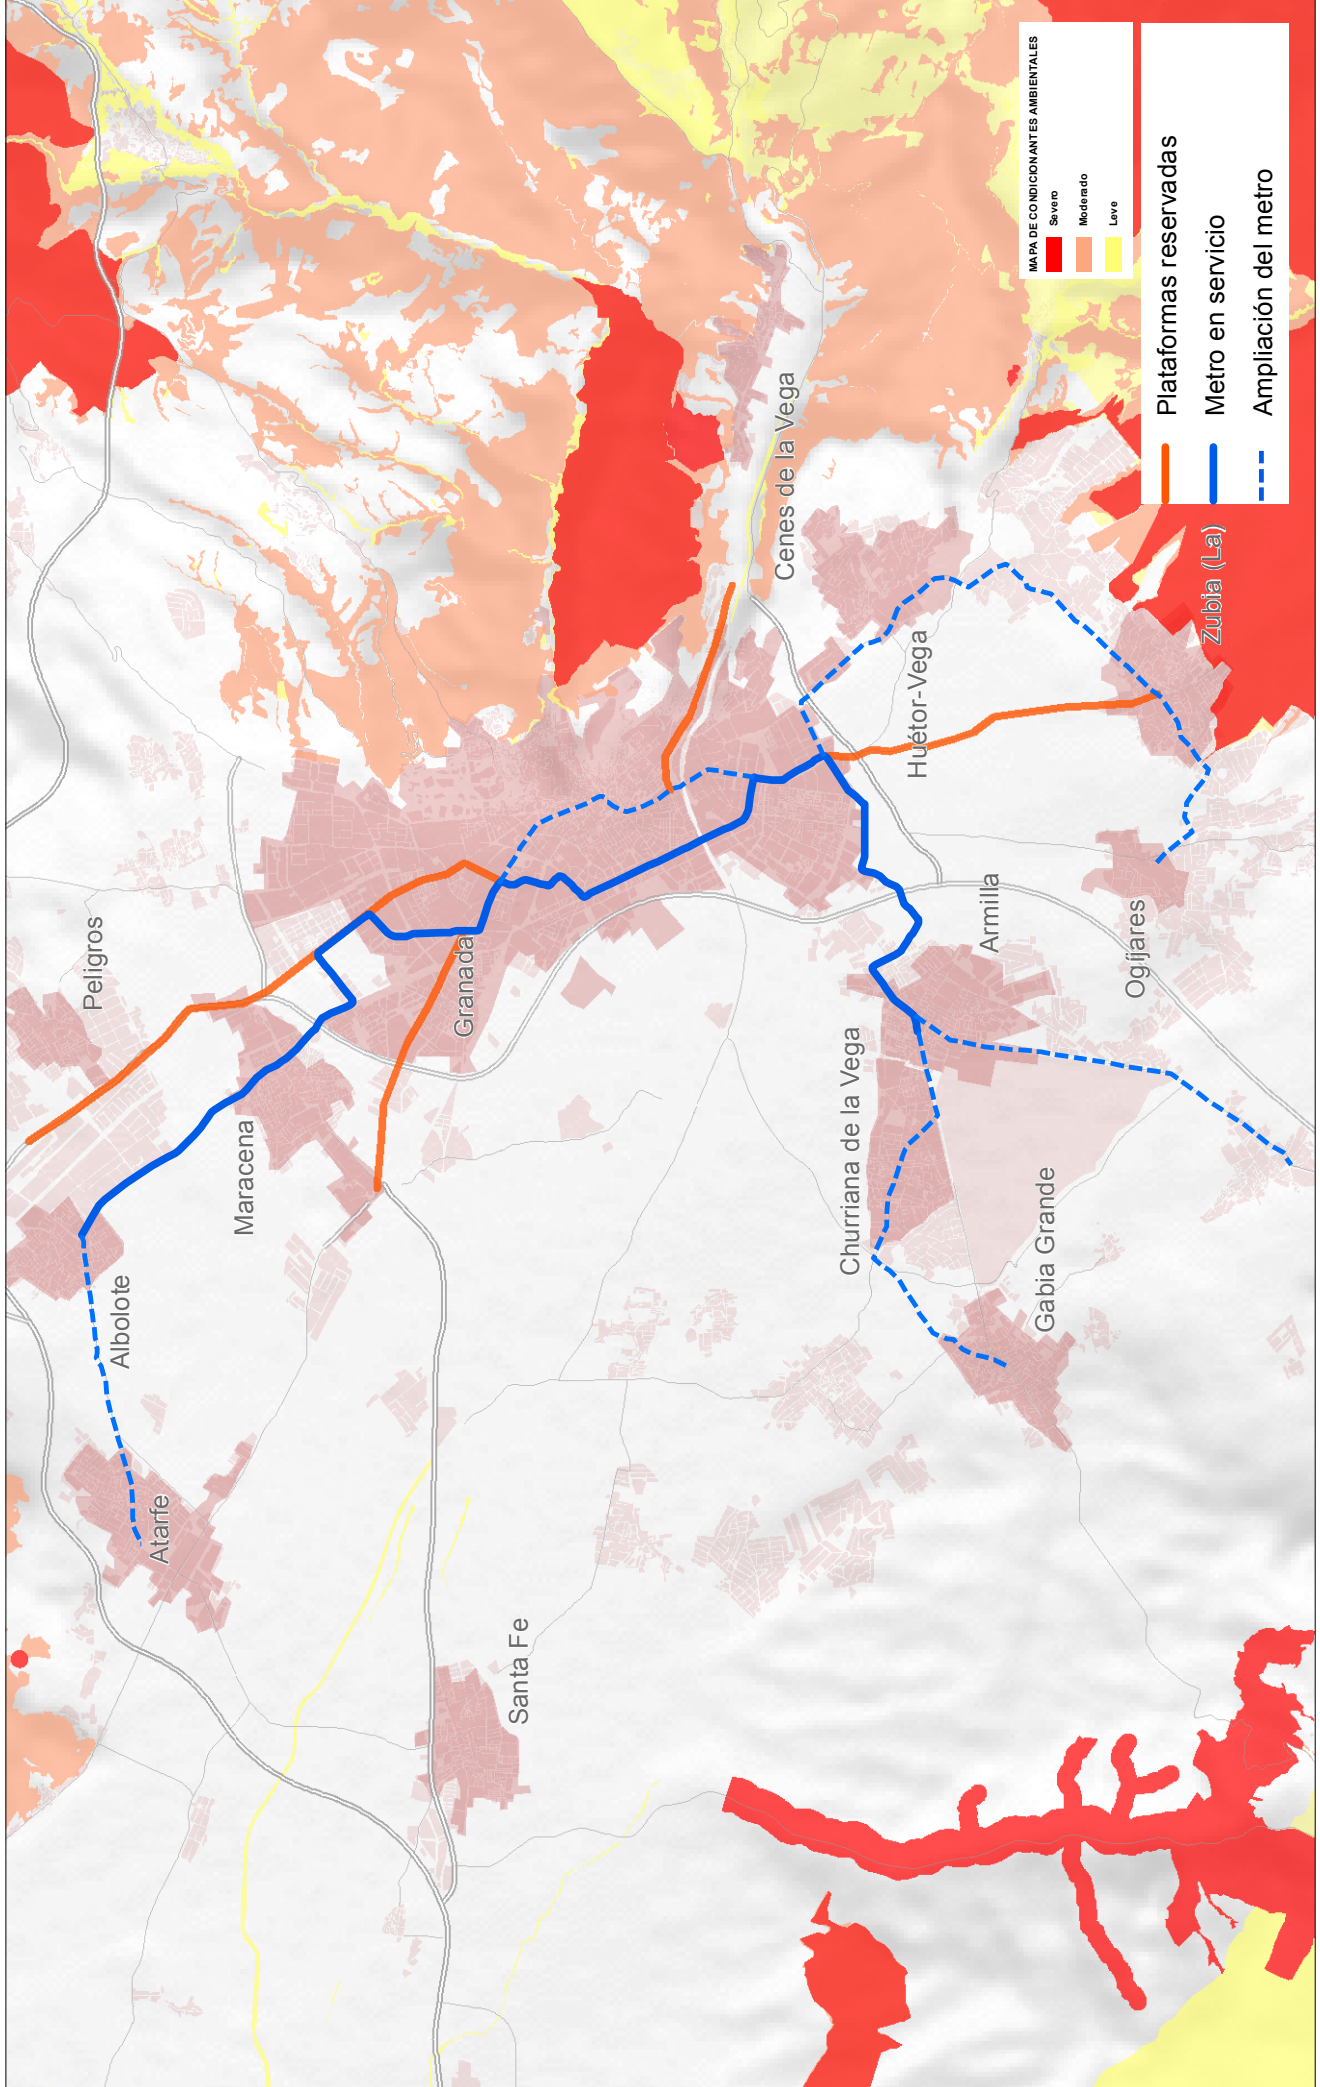 Atarfe
Albolote
Peligros
Maracena
Santa Fe
Granada
Cenes de la Vega
Churriana de la Vega
Huétor-Vega
Armilla
Gabia Grande
Ogíjares
Zubia (La)
MAPA DE CONDICIONANTES AMBIENTALES
Severo
Moderado
Leve
Plataformas reservadas
Metro en servicio
Ampliación del metro